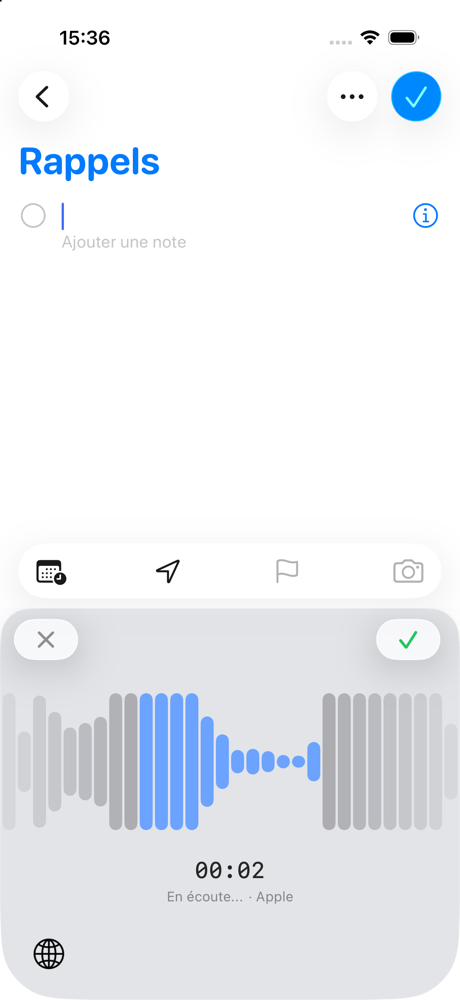 15:36
Rappels
Ajouter une note
00:02
En écoute... · Apple